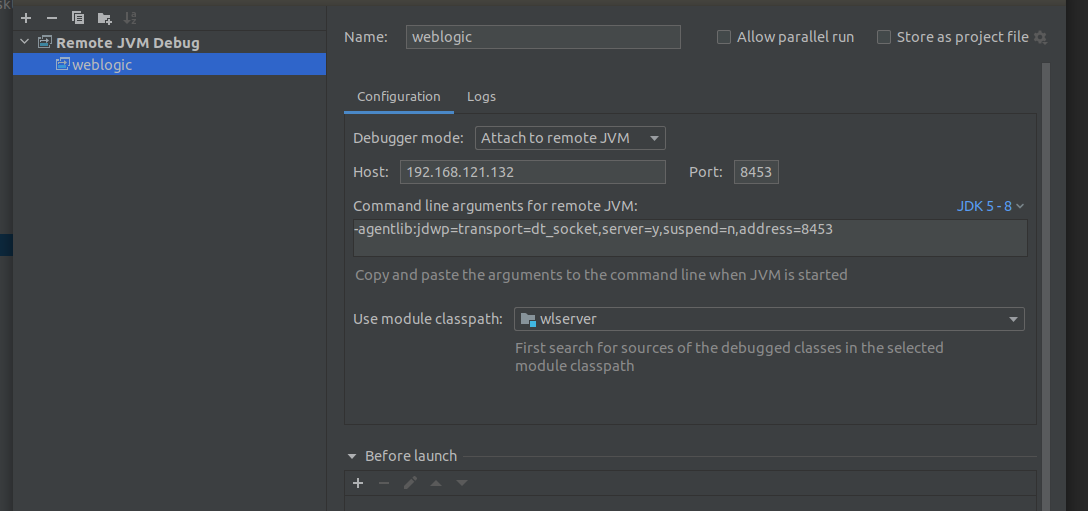 Remote JVM Debug
weblogic
Name: weblogic Allow parallel run Store as project file
Configuration Logs
Debugger mode: Attach to remote JVM
Host: 192.168.121.132 Port: 8453
Command line arguments for remote JVM: JDK 5 - 8
-agentlib:jdwp=transport=dt_socket,server=y,suspend=n,address=8453
Copy and paste the arguments to the command line when JVM is started
Use module classpath: wlserver
First search for sources of the debugged classes in the selected
module classpath
Before launch